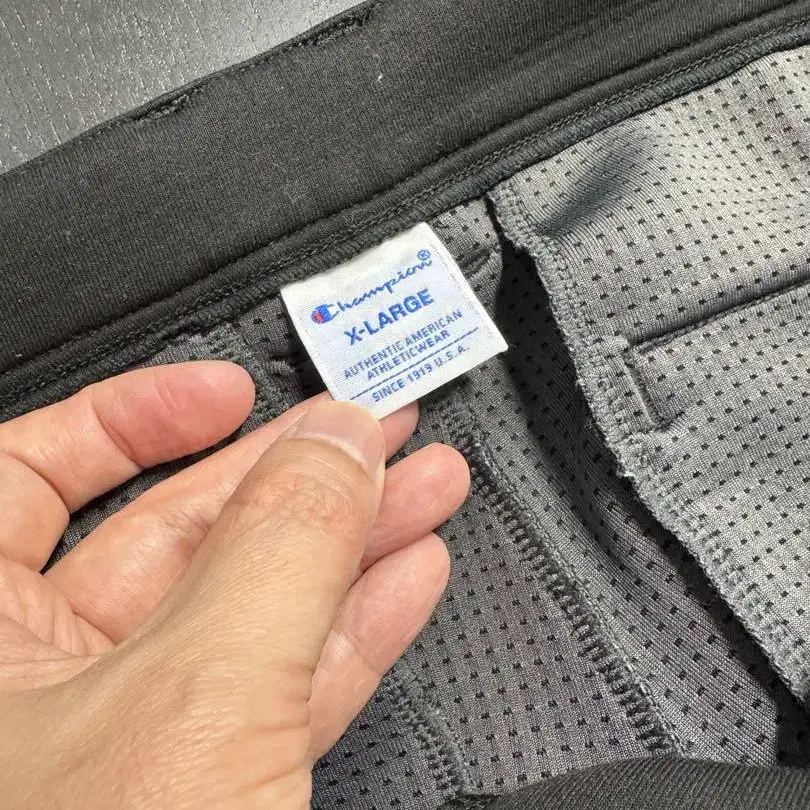 Champion®
X-LARGE
AUTHENTIC AMERICAN
ATHLETICWEAR
SINCE 1919 U.S.A.